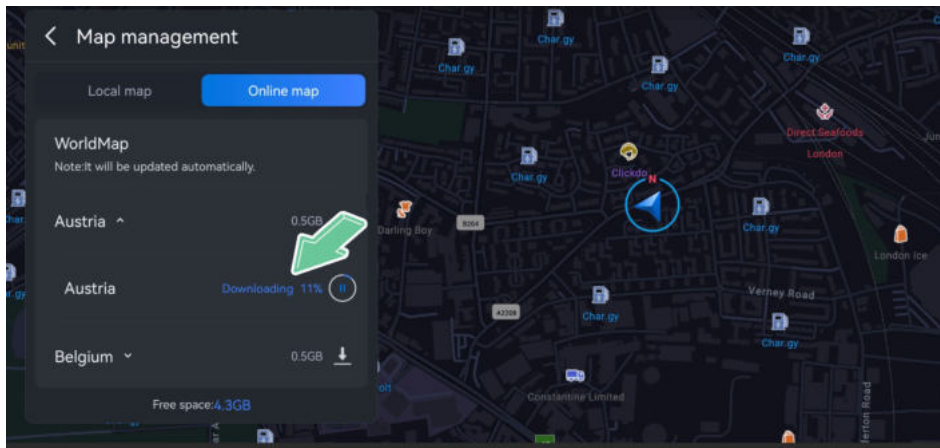 Map management
Local map
Online map
WorldMap
Note:It will be updated automatically.
Austria
0.5GB
Austria
Downloading 11%
Belgium
0.5GB
Free space:4.3GB
Char.gy
Char.gy
Char.gy
Char.gy
Direct Seafoods
London
Clickdo
N
Char.gy
Darling Boy
B264
Char.gy
London Ice
Verney Road
A2208
Char.gy
Char.gy
Constantine Limited